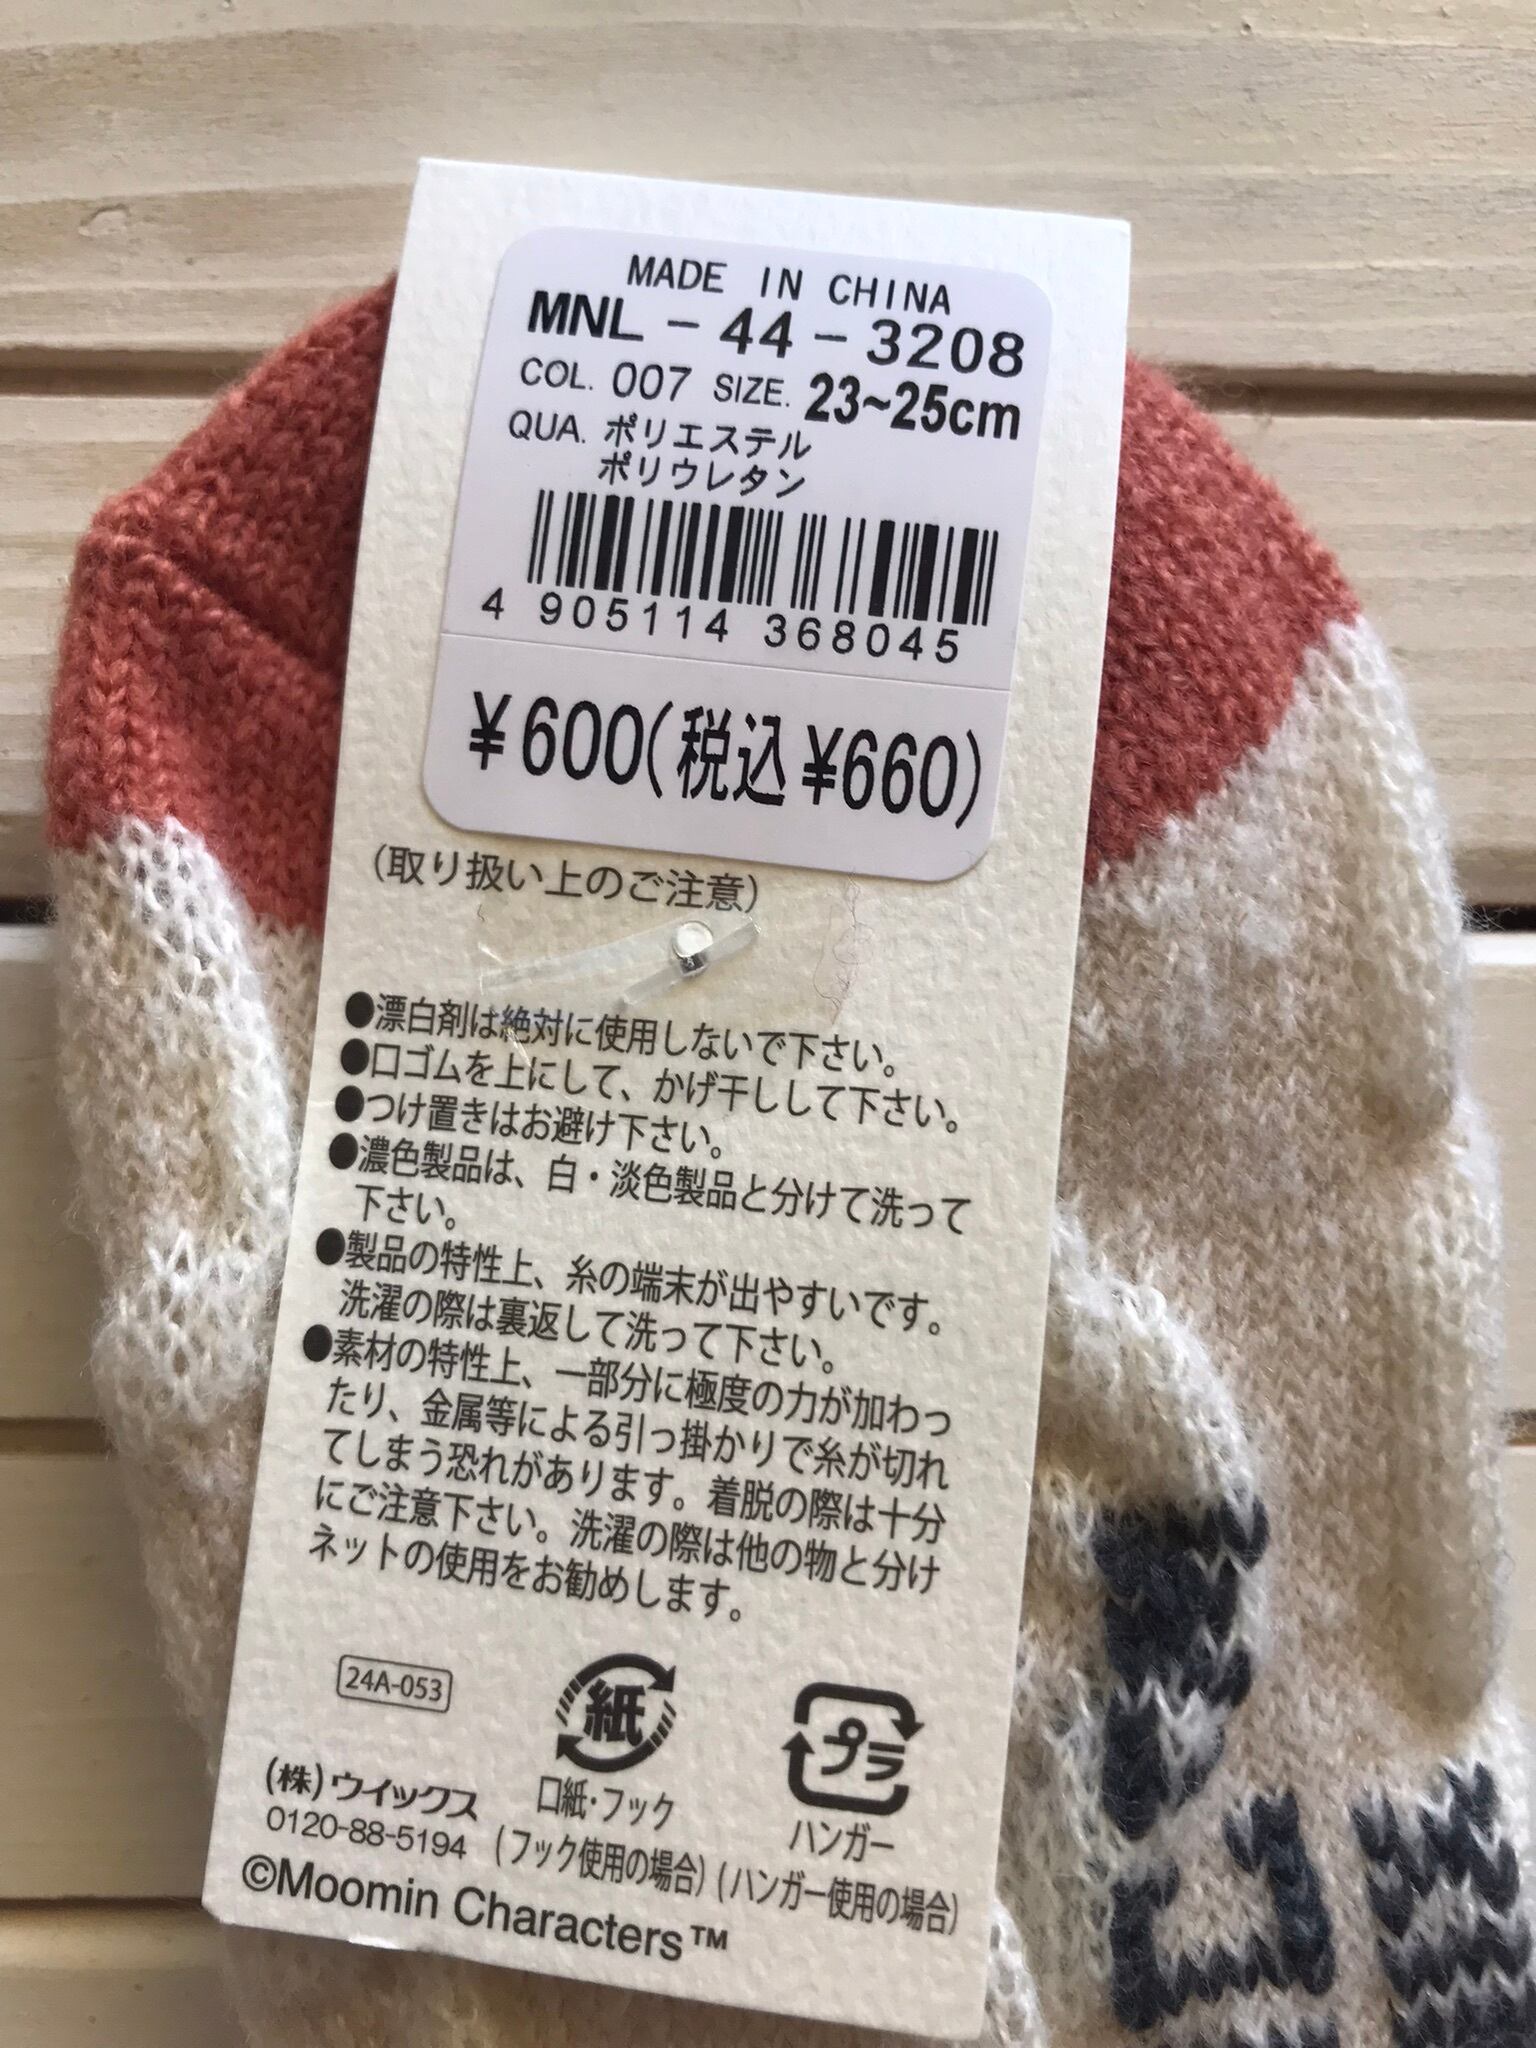 MADE IN CHINA
MNL-44-3208
COL. 007 SIZE. 23~25cm
QUA. ポリエステル
ポリウレタン
4 905114 368045
¥600(税込¥660)
(取り扱い上のご注意)
●漂白剤は絶対に使用しないで下さい。
●口ゴムを上にして、かげ干しして下さい。
●つけ置きはお避け下さい。
●濃色製品は、白・淡色製品と分けて洗って
下さい。
●製品の特性上、糸の端末が出やすいです。
洗濯の際は裏返して洗って下さい。
●素材の特性上、一部分に極度の力が加わっ
たり、金属等による引っ掛かりで糸が切れ
てしまう恐れがあります。着脱の際は十分
にご注意下さい。洗濯の際は他の物と分け
ネットの使用をお勧めします。
24A-053
紙
プラ
口紙・フック
(フック使用の場合)
ハンガー
(ハンガー使用の場合)
(株)ウイックス
0120-88-5194
©Moomin Characters™